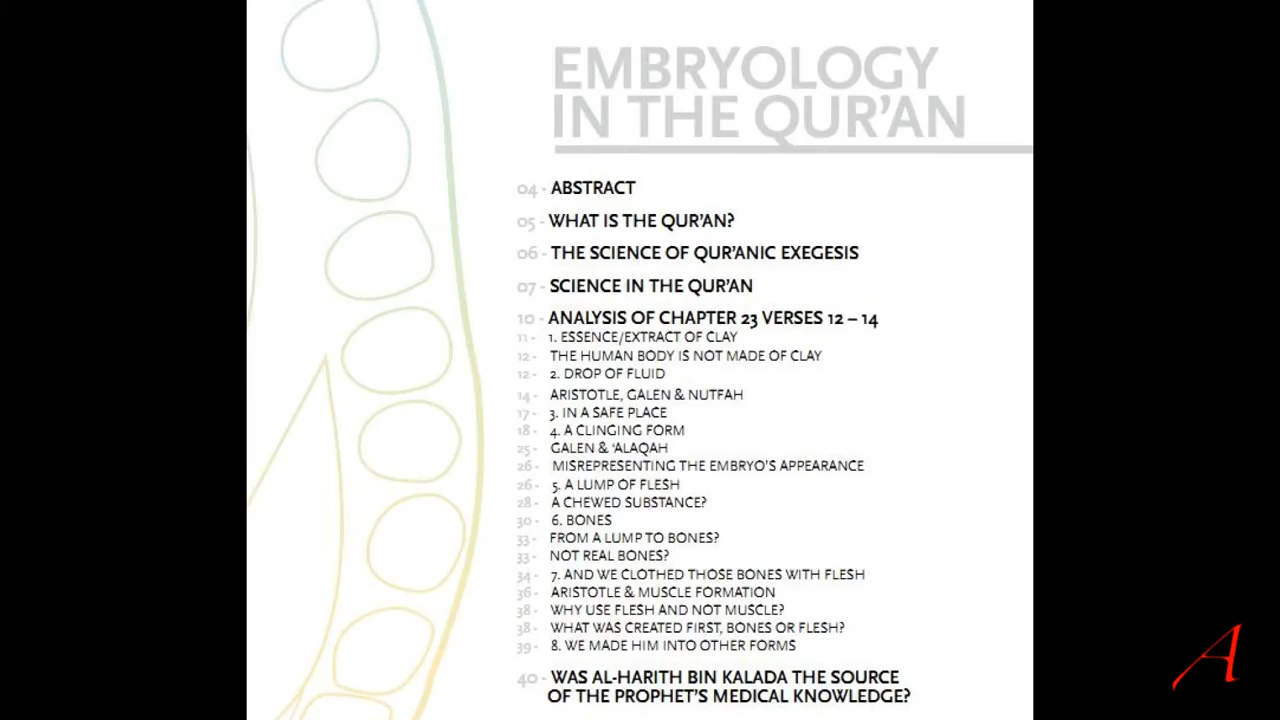 EMBRYOLOGY
IN THE QUR'AN
04 - ABSTRACT
05 - WHAT IS THE QUR'AN?
06 - THE SCIENCE OF QUR'ANIC EXEGESIS
07 - SCIENCE IN THE QUR'AN
10 - ANALYSIS OF CHAPTER 23 VERSES 12 – 14
11 - 1. ESSENCE/EXTRACT OF CLAY
12 - THE HUMAN BODY IS NOT MADE OF CLAY
12 - 2. DROP OF FLUID
14 - ARISTOTLE, GALEN & NUTFAH
17 - 3. IN A SAFE PLACE
18 - 4. A CLINGING FORM
25 - GALEN & 'ALAQAH
26 - MISREPRESENTING THE EMBRYO'S APPEARANCE
26 - 5. A LUMP OF FLESH
28 - A CHEWED SUBSTANCE?
30 - 6. BONES
33 - FROM A LUMP TO BONES?
33 - NOT REAL BONES?
34 - 7. AND WE CLOTHED THOSE BONES WITH FLESH
36 - ARISTOTLE & MUSCLE FORMATION
38 - WHY USE FLESH AND NOT MUSCLE?
38 - WHAT WAS CREATED FIRST, BONES OR FLESH?
39 - 8. WE MADE HIM INTO OTHER FORMS
40 - WAS AL-HARITH BIN KALADA THE SOURCE
OF THE PROPHET'S MEDICAL KNOWLEDGE?
A